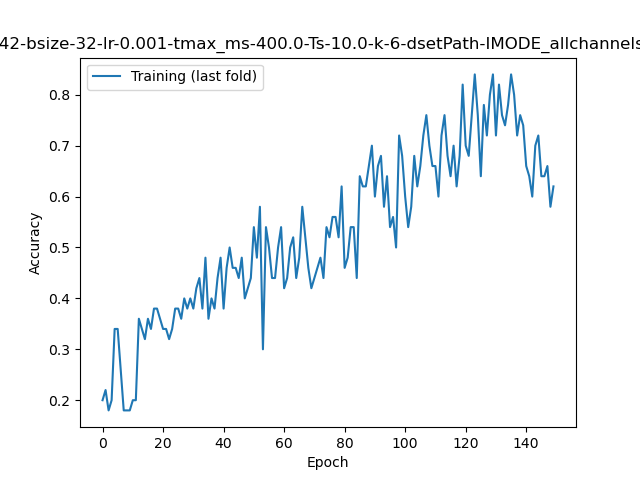 42-bsize-32-lr-0.001-tmax_ms-400.0-Ts-10.0-k-6-dsetPath-IMODE_allchannels
Training (last fold)
0.8
0.7
0.6
0.5
0.4
0.3
0.2
Accuracy
0 20 40 60 80 100 120 140
Epoch